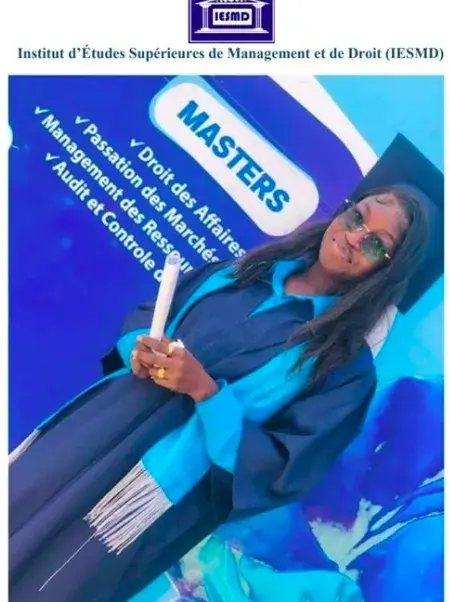 IESMD
Institut d’Études Supérieures de Management et de Droit (IESMD)
MASTERS
✓ Droit des Affaires
✓ Passation des Marchés
✓ Management des
✓ Audit et Controle